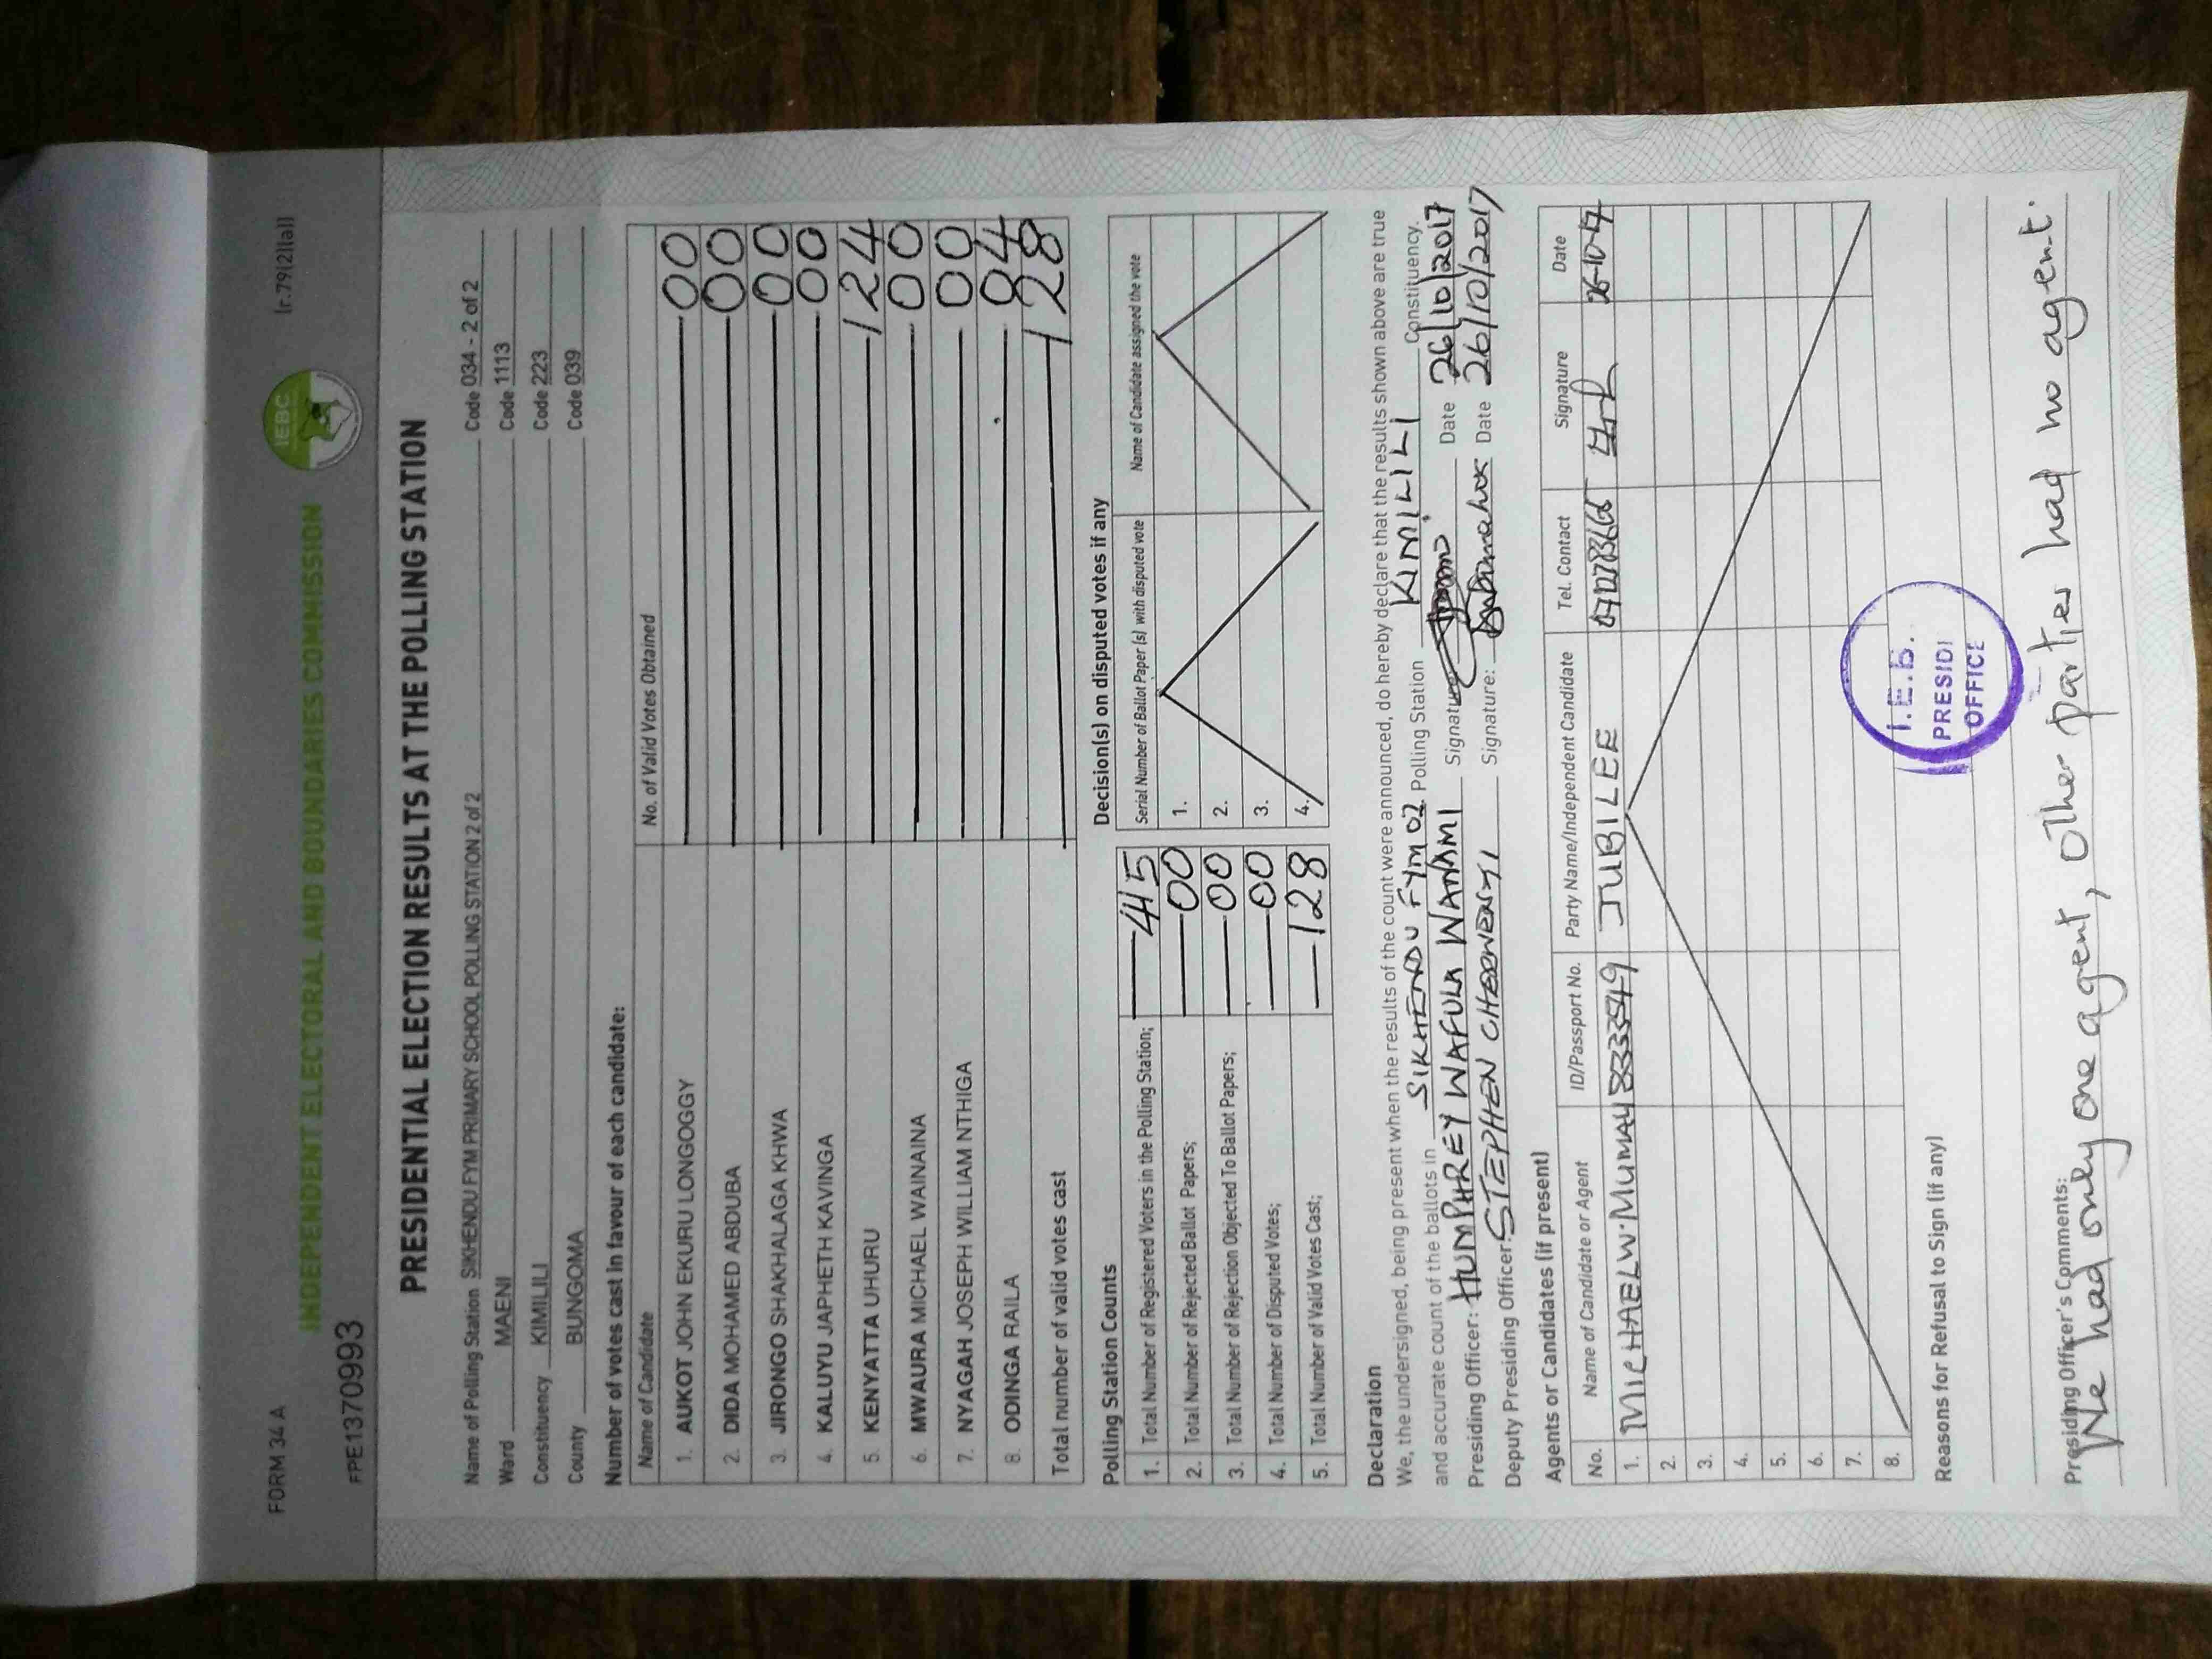 FORM 34 A
(r.79(2)(a))
IEBC
INDEPENDENT ELECTORAL AND BOUNDARIES COMMISSION
FPE1370993
PRESIDENTIAL ELECTION RESULTS AT THE POLLING STATION
Name of Polling Station SIKHENDU FYM PRIMARY SCHOOL POLLING STATION 2 of 2 Code 034 - 2 of 2
Ward MAENI Code 1113
Constituency KIMILILI Code 223
County BUNGOMA Code 039
Number of votes cast in favour of each candidate:
Name of Candidate No. of Valid Votes Obtained
1. AUKOT JOHN EKURU LONGOGGY 00
2. DIDA MOHAMED ABDUBA 00
3. JIRONGO SHAKHALAGA KHWA 00
4. KALUYU JAPHETH KAVINGA 00
5. KENYATTA UHURU 124
6. MWAURA MICHAEL WAINAINA 00
7. NYAGAH JOSEPH WILLIAM NTHIGA 00
8. ODINGA RAILA 04
Total number of valid votes cast 128
Polling Station Counts
1. Total Number of Registered Voters in the Polling Station; 445
2. Total Number of Rejected Ballot Papers; 00
3. Total Number of Rejection Objected To Ballot Papers; 00
4. Total Number of Disputed Votes; 00
5. Total Number of Valid Votes Cast; 128
Decision(s) on disputed votes if any
Serial Number of Ballot Paper (s) with disputed vote Name of Candidate assigned the vote
1.
2.
3.
4.
Declaration
We, the undersigned, being present when the results of the count were announced, do hereby declare that the results shown above are true
and accurate count of the ballots in SIKHENDU FYM 02 Polling Station KIMILILI Constituency.
Presiding Officer: HUMPHREY WAFULA WANAMI Signature: Date 26/10/2017
Deputy Presiding Officer: STEPHEN Signature: Date 26/10/2017
Agents or Candidates (if present)
No. Name of Candidate or Agent ID/Passport No. Party Name/Independent Candidate Tel. Contact Signature Date
1. MICHAEL W. JUBILEE 26-10-17
2.
3.
4.
5.
6.
7.
8.
I.E.B.
PRESIDI
OFFICE
Reasons for Refusal to Sign (if any)
Presiding Officer's Comments:
We had only one agent, other parties had no agent.